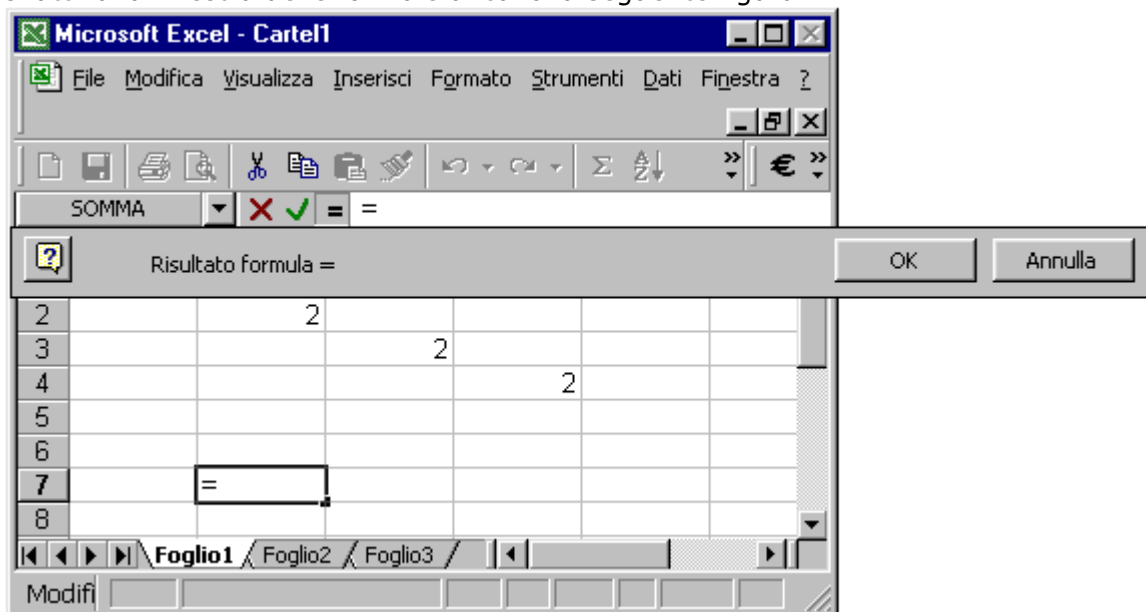 Microsoft Excel - Cartel1
File Modifica Visualizza Inserisci Formato Strumenti Dati Finestra ?
SOMMA = =
Risultato formula =
OK Annulla
2 2
3 2
4 2
5
6
7 =
8
Foglio1 Foglio2 Foglio3
Modifi